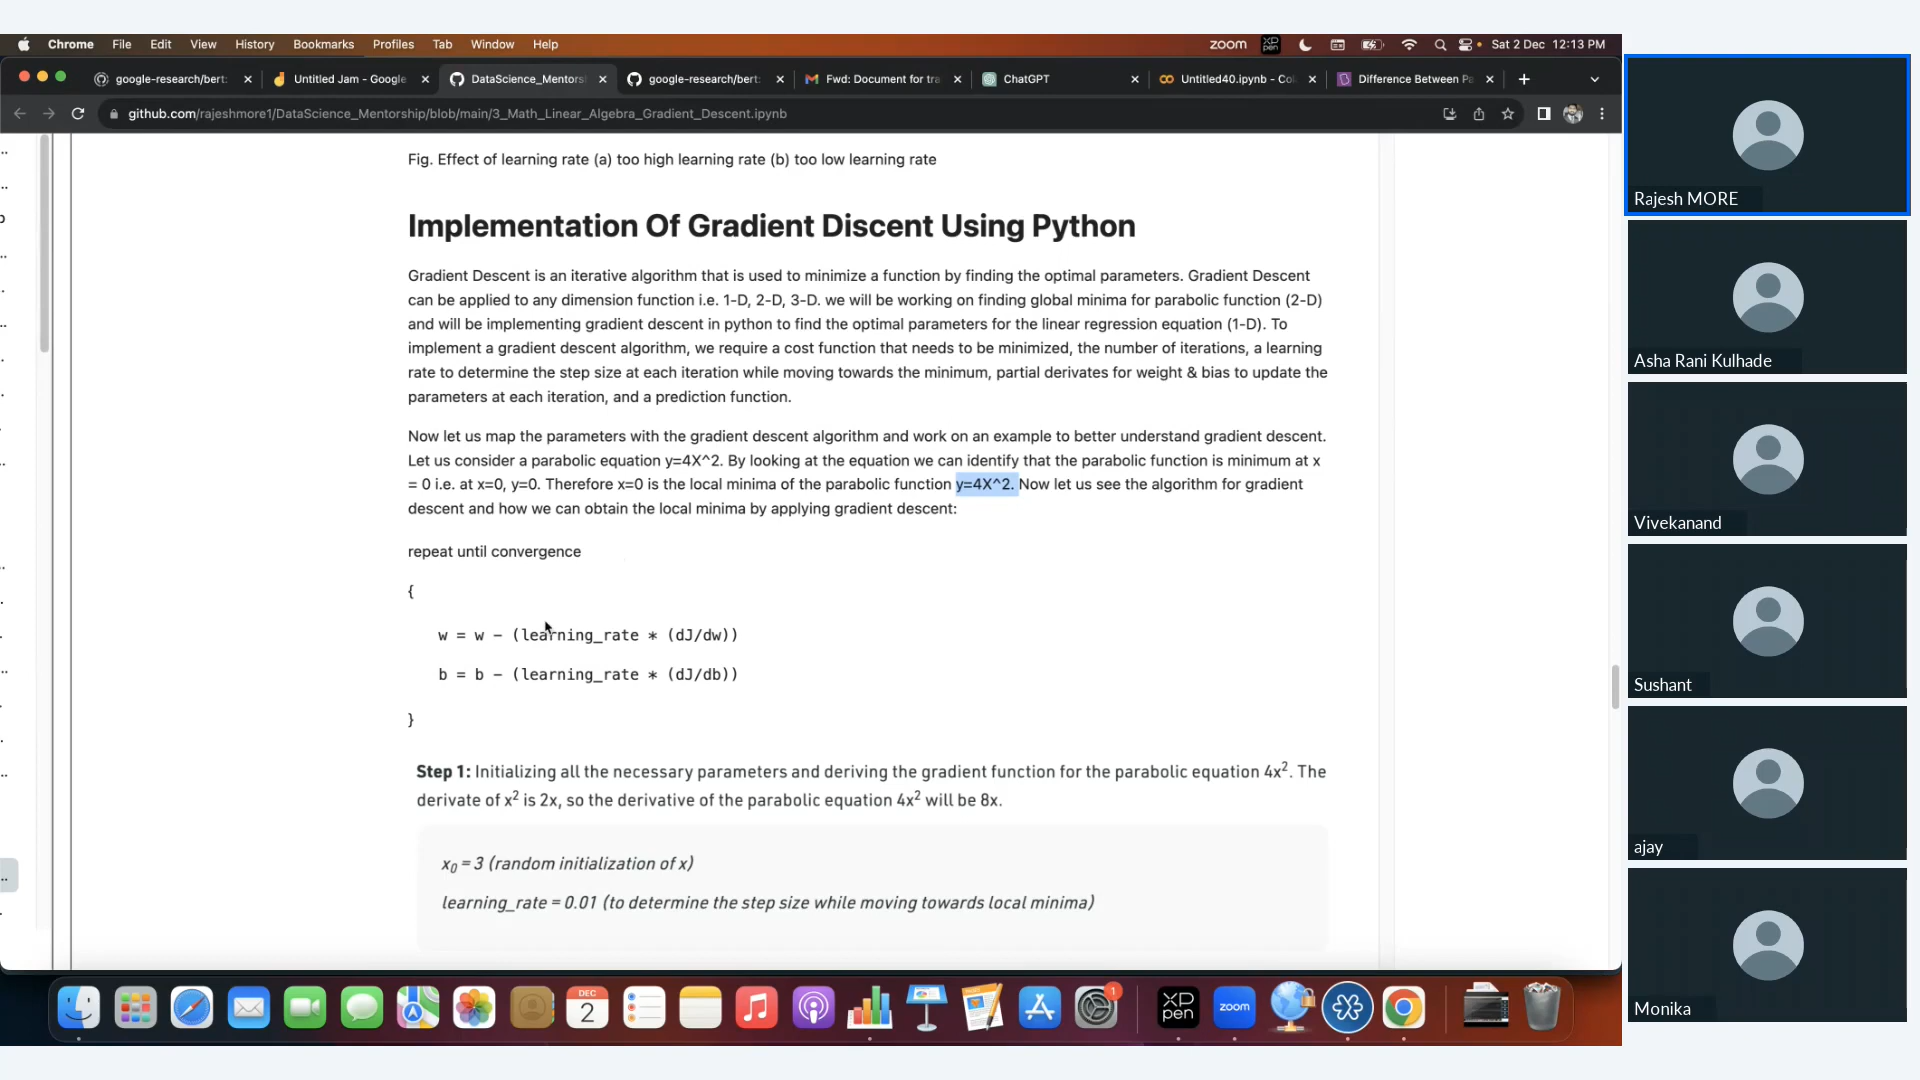 Chrome File Edit View History Bookmarks Profiles Tab Window Help zoom XP pen Sat 2 Dec 12:13 PM
google-research/bert: Untitled Jam - Google DataScience_Mentors google-research/bert: Fwd: Document for tra ChatGPT Untitled40.ipynb - Co Difference Between Pa
github.com/rajeshmore1/DataScience_Mentorship/blob/main/3_Math_Linear_Algebra_Gradient_Descent.ipynb
Fig. Effect of learning rate (a) too high learning rate (b) too low learning rate
Implementation Of Gradient Discent Using Python
Gradient Descent is an iterative algorithm that is used to minimize a function by finding the optimal parameters. Gradient Descent
can be applied to any dimension function i.e. 1-D, 2-D, 3-D. we will be working on finding global minima for parabolic function (2-D)
and will be implementing gradient descent in python to find the optimal parameters for the linear regression equation (1-D). To
implement a gradient descent algorithm, we require a cost function that needs to be minimized, the number of iterations, a learning
rate to determine the step size at each iteration while moving towards the minimum, partial derivates for weight & bias to update the
parameters at each iteration, and a prediction function.
Now let us map the parameters with the gradient descent algorithm and work on an example to better understand gradient descent.
Let us consider a parabolic equation y=4X^2. By looking at the equation we can identify that the parabolic function is minimum at x
= 0 i.e. at x=0, y=0. Therefore x=0 is the local minima of the parabolic function y=4X^2. Now let us see the algorithm for gradient
descent and how we can obtain the local minima by applying gradient descent:
repeat until convergence
{
w = w - (learning_rate * (dJ/dw))
b = b - (learning_rate * (dJ/db))
}
Step 1: Initializing all the necessary parameters and deriving the gradient function for the parabolic equation 4x². The
derivate of x² is 2x, so the derivative of the parabolic equation 4x² will be 8x.
x₀ = 3 (random initialization of x)
learning_rate = 0.01 (to determine the step size while moving towards local minima)
DEC
2
1
XP
pen
zoom
Rajesh MORE
Asha Rani Kulhade
Vivekanand
Sushant
ajay
Monika